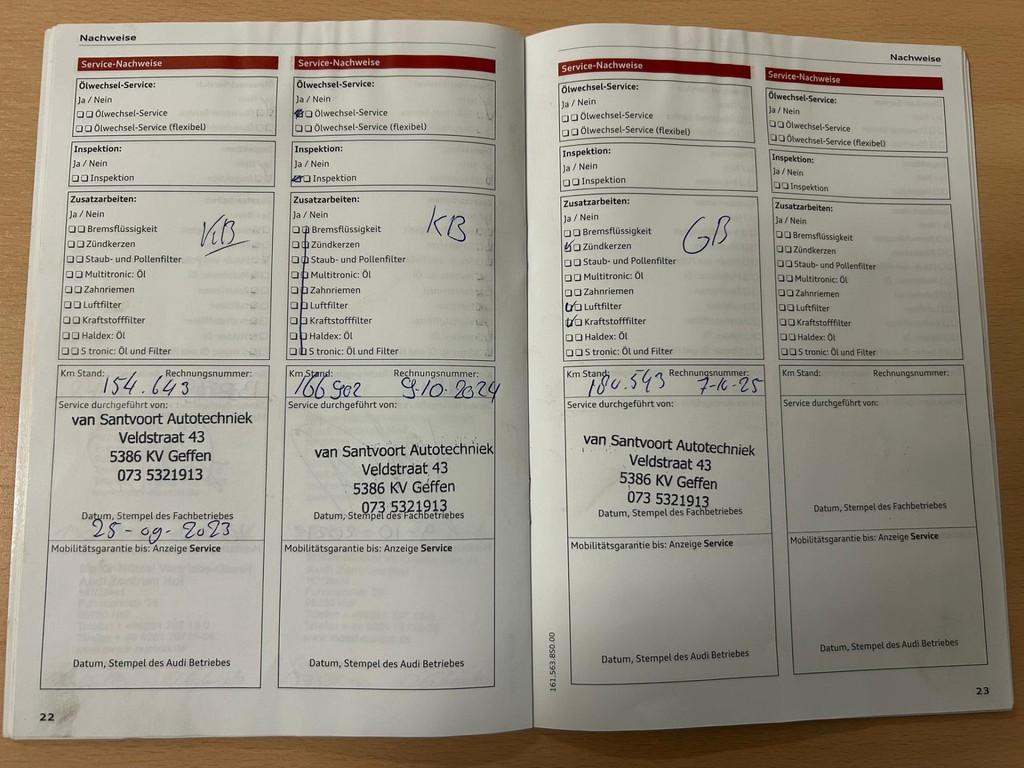 Nachweise
Service-Nachweise
Ölwechsel-Service:
Ja / Nein
Ölwechsel-Service
Ölwechsel-Service (flexibel)
Inspektion:
Ja / Nein
Inspektion
Zusatzarbeiten:
Ja / Nein
Bremsflüssigkeit
Zündkerzen
Staub- und Pollenfilter
Multitronic: Öl
Zahnriemen
Luftfilter
Kraftstofffilter
Haldex: Öl
S tronic: Öl und Filter
Km Stand: Rechnungsnummer:
154.643
Service durchgeführt von:
van Santvoort Autotechniek
Veldstraat 43
5386 KV Geffen
073 5321913
Datum, Stempel des Fachbetriebes
25-09-2023
Mobilitätsgarantie bis: Anzeige Service
Datum, Stempel des Audi Betriebes
22
Service-Nachweise
Ölwechsel-Service:
Ja / Nein
Ölwechsel-Service
Ölwechsel-Service (flexibel)
Inspektion:
Ja / Nein
Inspektion
Zusatzarbeiten:
Ja / Nein
Bremsflüssigkeit
KB
Zündkerzen
Staub- und Pollenfilter
Multitronic: Öl
Zahnriemen
Luftfilter
Kraftstofffilter
Haldex: Öl
S tronic: Öl und Filter
Km Stand: Rechnungsnummer:
166902 9-10-2024
Service durchgeführt von:
van Santvoort Autotechniek
Veldstraat 43
5386 KV Geffen
073 5321913
Datum, Stempel des Fachbetriebes
Mobilitätsgarantie bis: Anzeige Service
Datum, Stempel des Audi Betriebes
Nachweise
Service-Nachweise
Ölwechsel-Service:
Ja / Nein
Ölwechsel-Service
Ölwechsel-Service (flexibel)
Inspektion:
Ja / Nein
Inspektion
Zusatzarbeiten:
Ja / Nein
Bremsflüssigkeit
GB
Zündkerzen
Staub- und Pollenfilter
Multitronic: Öl
Zahnriemen
Luftfilter
Kraftstofffilter
Haldex: Öl
S tronic: Öl und Filter
Km Stand: Rechnungsnummer:
180.543 7-10-25
Service durchgeführt von:
van Santvoort Autotechniek
Veldstraat 43
5386 KV Geffen
073 5321913
Datum, Stempel des Fachbetriebes
Mobilitätsgarantie bis: Anzeige Service
Datum, Stempel des Audi Betriebes
161.563.850.00
Service-Nachweise
Ölwechsel-Service:
Ja / Nein
Ölwechsel-Service
Ölwechsel-Service (flexibel)
Inspektion:
Ja / Nein
Inspektion
Zusatzarbeiten:
Ja / Nein
Bremsflüssigkeit
Zündkerzen
Staub- und Pollenfilter
Multitronic: Öl
Zahnriemen
Luftfilter
Kraftstofffilter
Haldex: Öl
S tronic: Öl und Filter
Km Stand: Rechnungsnummer:
Service durchgeführt von:
Datum, Stempel des Fachbetriebes
Mobilitätsgarantie bis: Anzeige Service
Datum, Stempel des Audi Betriebes
23